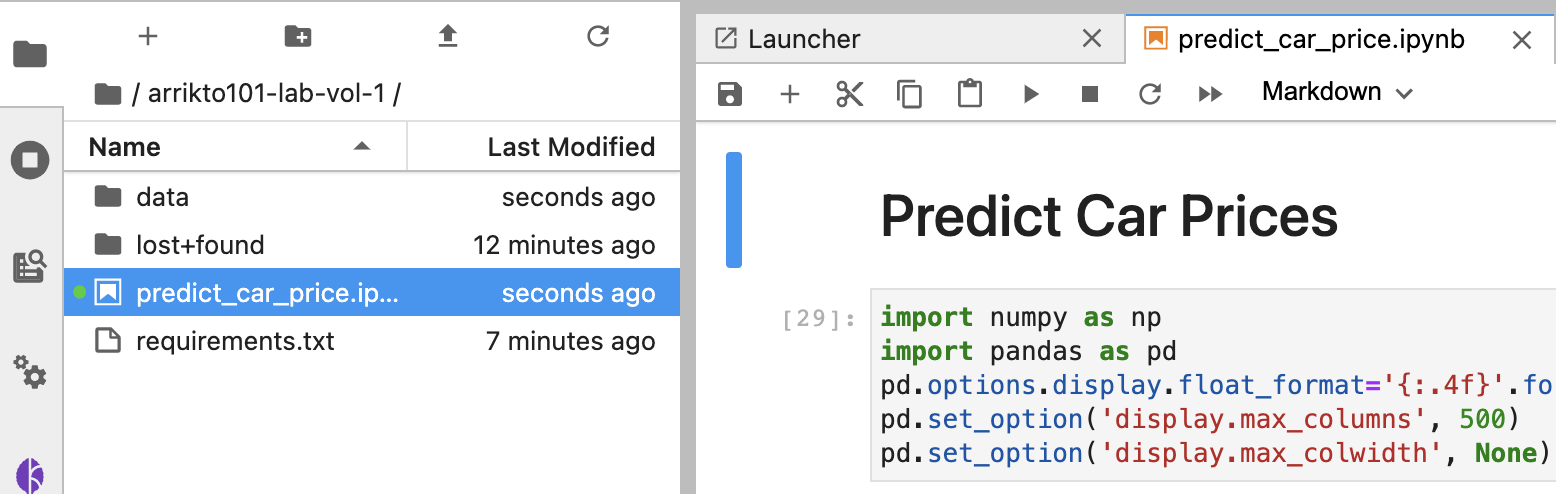 / arrikto101-lab-vol-1 /
Name Last Modified
data seconds ago
lost+found 12 minutes ago
predict_car_price.ip... seconds ago
requirements.txt 7 minutes ago
Launcher predict_car_price.ipynb
Markdown
Predict Car Prices
[29]: import numpy as np
import pandas as pd
pd.options.display.float_format='{:.4f}'.fo
pd.set_option('display.max_columns', 500)
pd.set_option('display.max_colwidth', None)